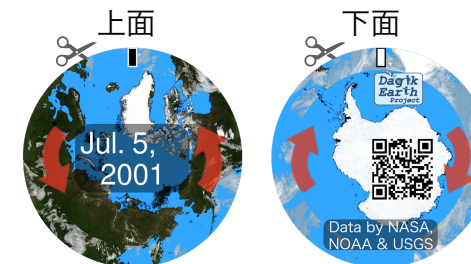 上面
下面
Jul. 5,
2001
Dagik
Earth
Project
Data by NASA,
NOAA & USGS